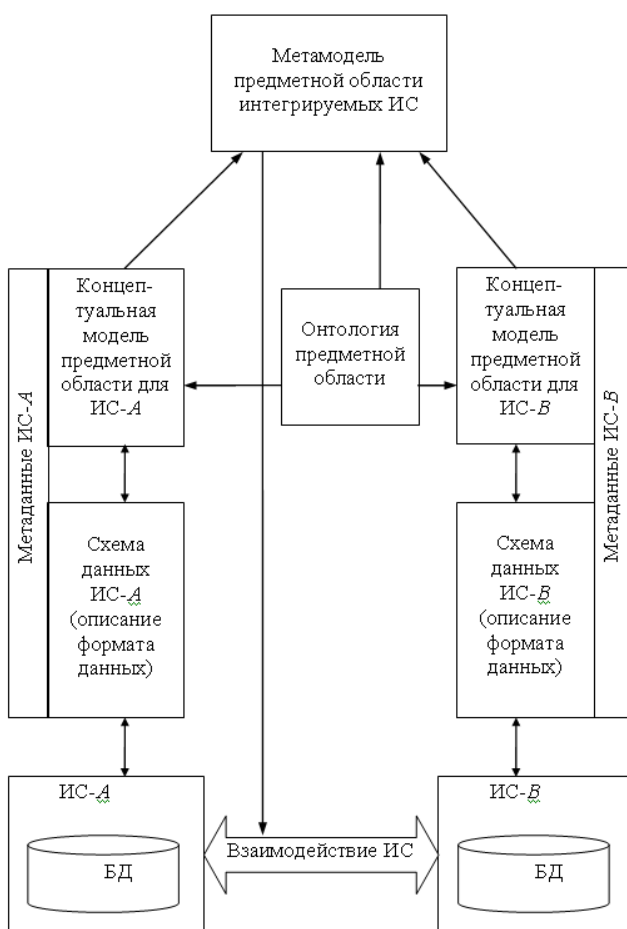 Метамодель
предметной области
интегрируемых ИС
Метаданные ИС-A
Концеп-
туальная
модель
предметной
области для
ИС-A
Онтология
предметной
области
Концеп-
туальная
модель
предметной
области для
ИС-B
Метаданные ИС-B
Схема
данных
ИС-A
(описание
формата
данных)
Схема
данных
ИС-B
(описание
формата
данных)
ИС-A
БД
Взаимодействие ИС
ИС-B
БД